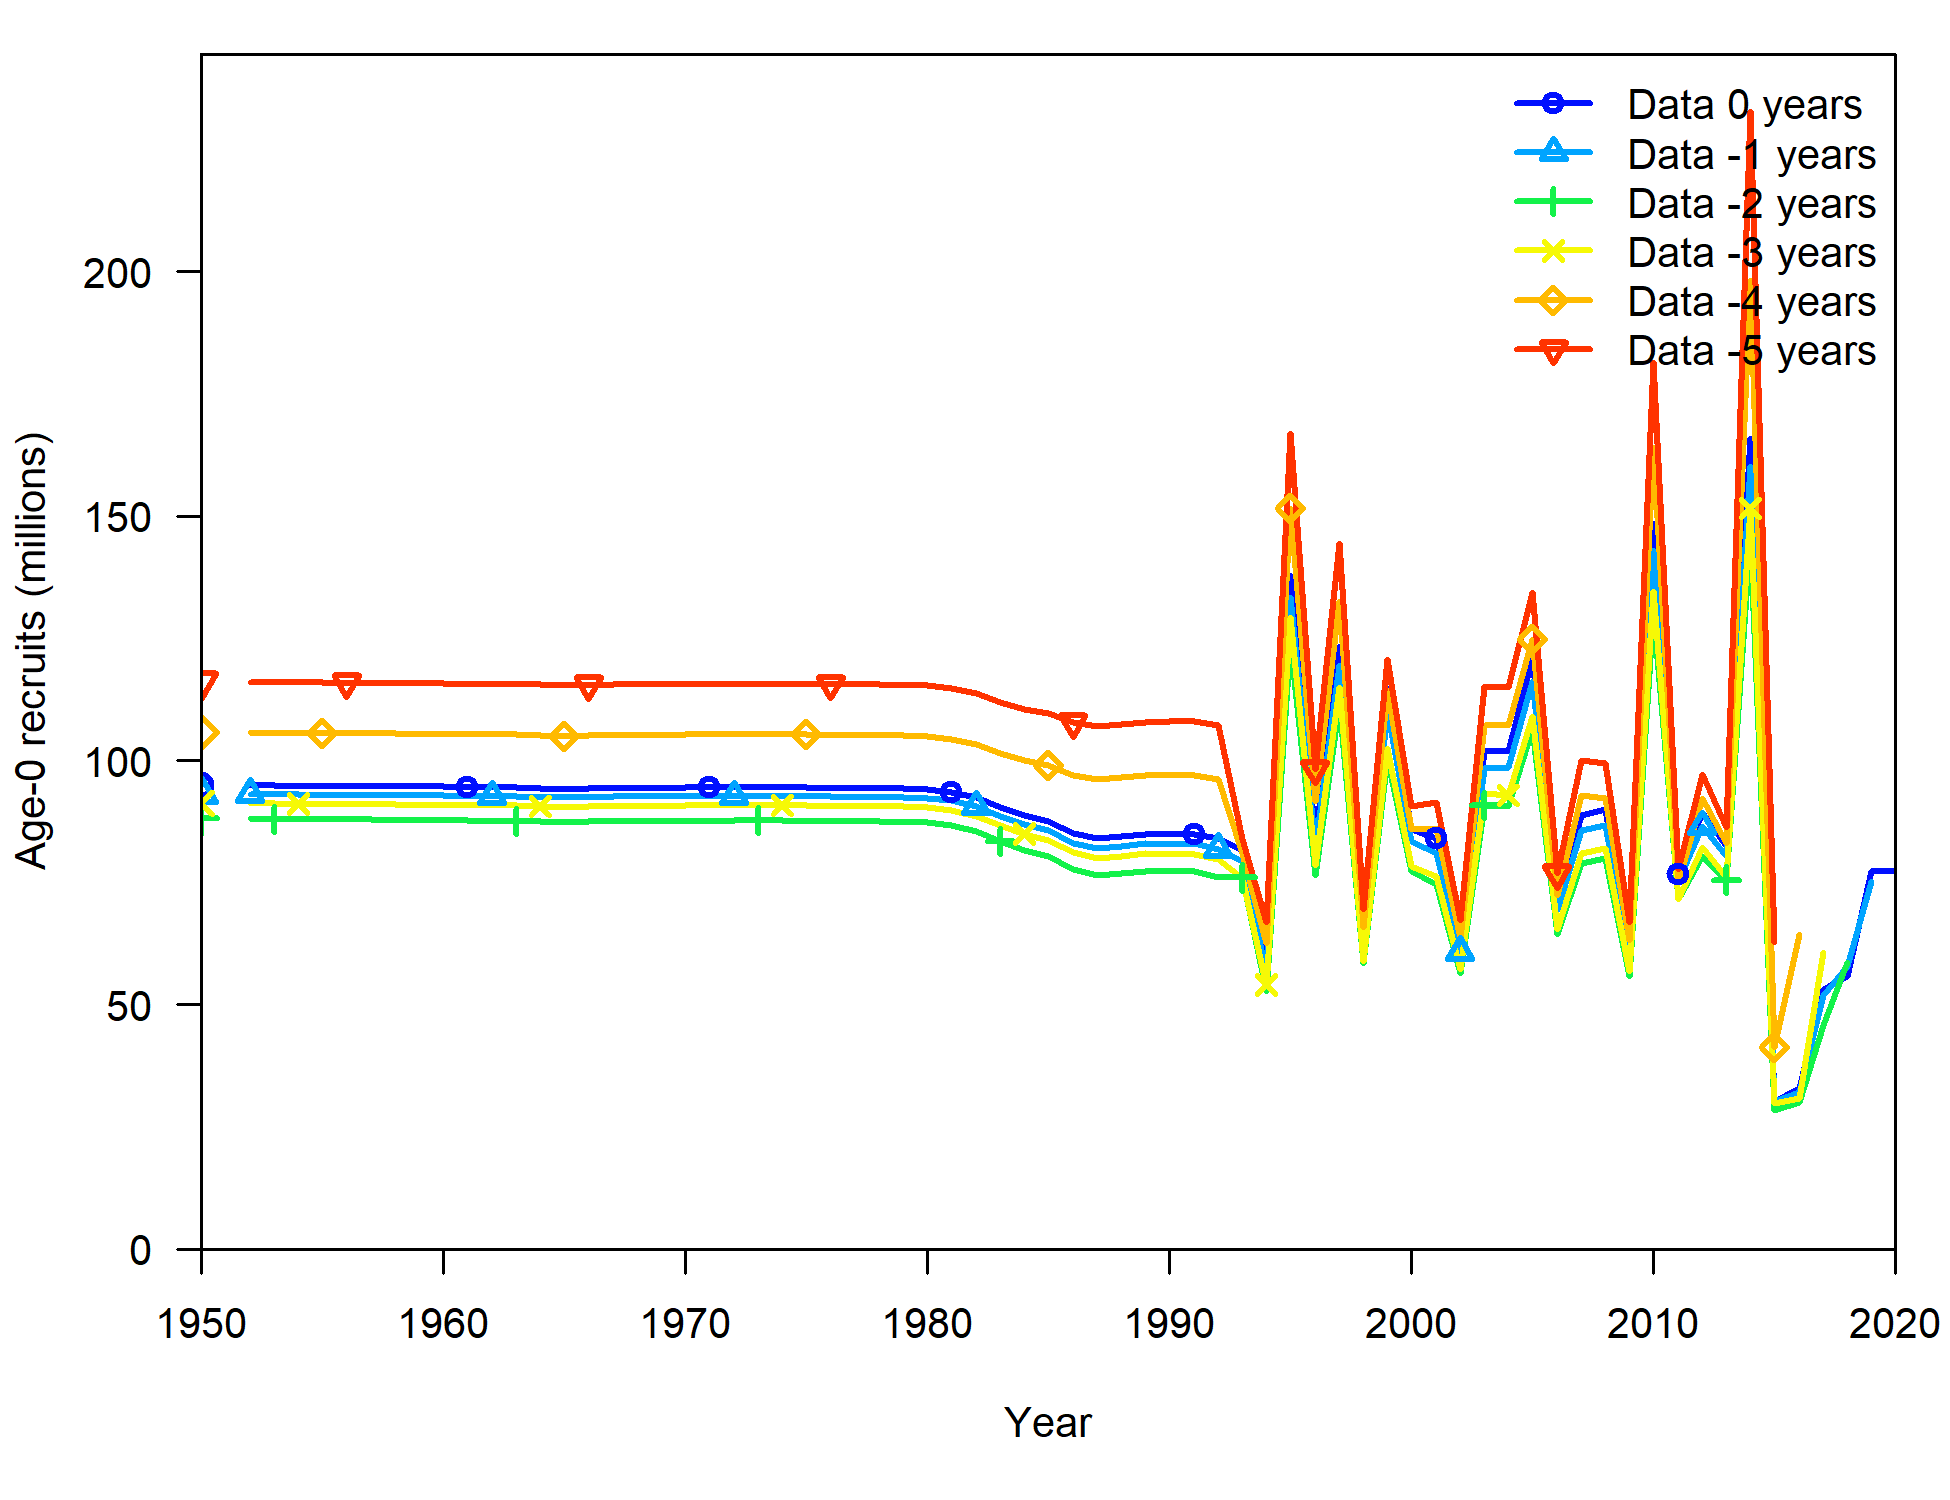 Data 0 years
Data -1 years
Data -2 years
Data -3 years
Data -4 years
Data -5 years
200
150
100
50
0
Age-0 recruits (millions)
1950 1960 1970 1980 1990 2000 2010 2020
Year